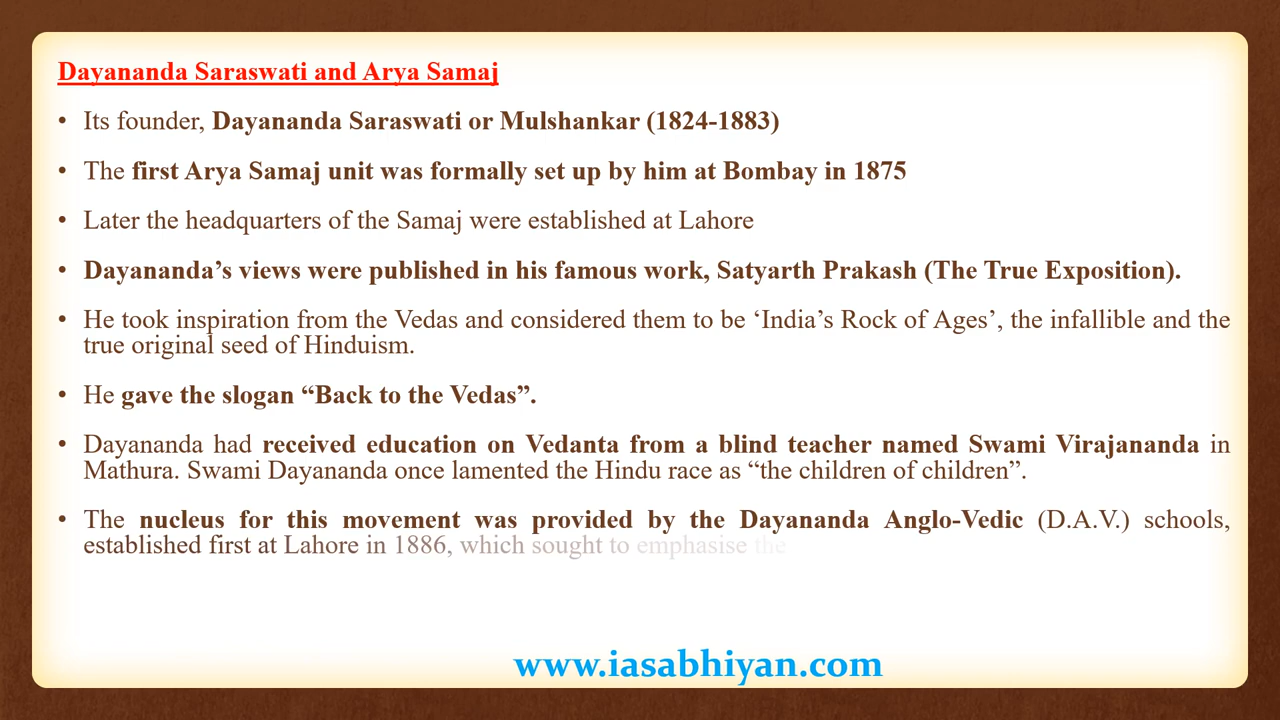 Dayananda Saraswati and Arya Samaj
• Its founder, Dayananda Saraswati or Mulshankar (1824-1883)
• The first Arya Samaj unit was formally set up by him at Bombay in 1875
• Later the headquarters of the Samaj were established at Lahore
• Dayananda’s views were published in his famous work, Satyarth Prakash (The True Exposition).
• He took inspiration from the Vedas and considered them to be ‘India’s Rock of Ages’, the infallible and the
true original seed of Hinduism.
• He gave the slogan “Back to the Vedas”.
• Dayananda had received education on Vedanta from a blind teacher named Swami Virajananda in
Mathura. Swami Dayananda once lamented the Hindu race as “the children of children”.
• The nucleus for this movement was provided by the Dayananda Anglo-Vedic (D.A.V.) schools,
established first at Lahore in 1886, which sought to emphasise the
www.iasabhiyan.com